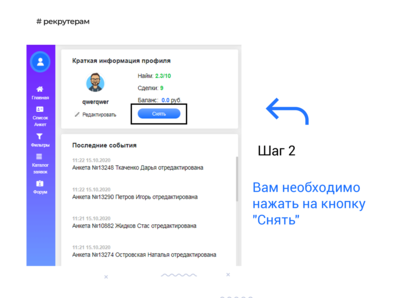 # рекрутерам
Краткая информация профиля
Найм: 2.3/10
Сделки: 9
qwerqwer
Баланс: 0.0 руб
Редактировать
Снять
Главная
Список
Анкет
Фильтры
Каталог
Форум
Последние события
11:22 15.10.2020
Анкета №13248 Ткаченко Дарья отредактирована
11:22 15.10.2020
Анкета №13290 Петров Игорь отредактирована
11:21 15.10.2020
Анкета №10882 Жидков Стас отредактирована
11:21 15.10.2020
Анкета №13274 Островская Наталья отредактирована
Шаг 2
Вам необходимо
нажать на кнопку
"Снять"